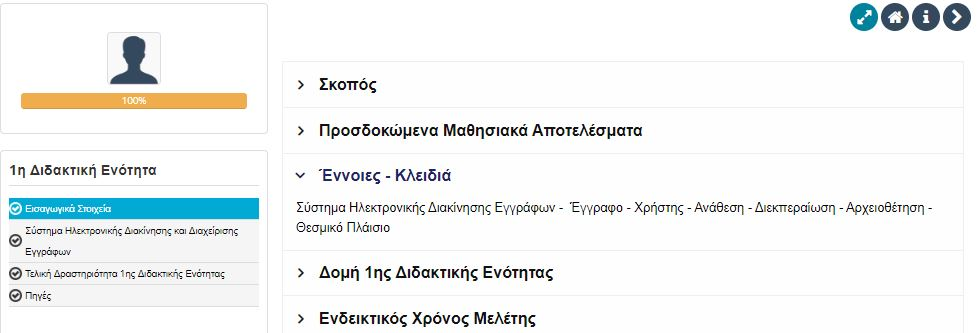 100%
1η Διδακτική Ενότητα
Εισαγωγικά Στοιχεία
Σύστημα Ηλεκτρονικής Διακίνησης και Διαχείρισης
Εγγράφων
Τελική Δραστηριότητα 1ης Διδακτικής Ενότητας
Πηγές
Σκοπός
Προσδοκώμενα Μαθησιακά Αποτελέσματα
Έννοιες - Κλειδιά
Σύστημα Ηλεκτρονικής Διακίνησης Εγγράφων - Έγγραφο - Χρήστης - Ανάθεση - Διεκπεραίωση - Αρχειοθέτηση -
Θεσμικό Πλάισιο
Δομή 1ης Διδακτικής Ενότητας
Ενδεικτικός Χρόνος Μελέτης